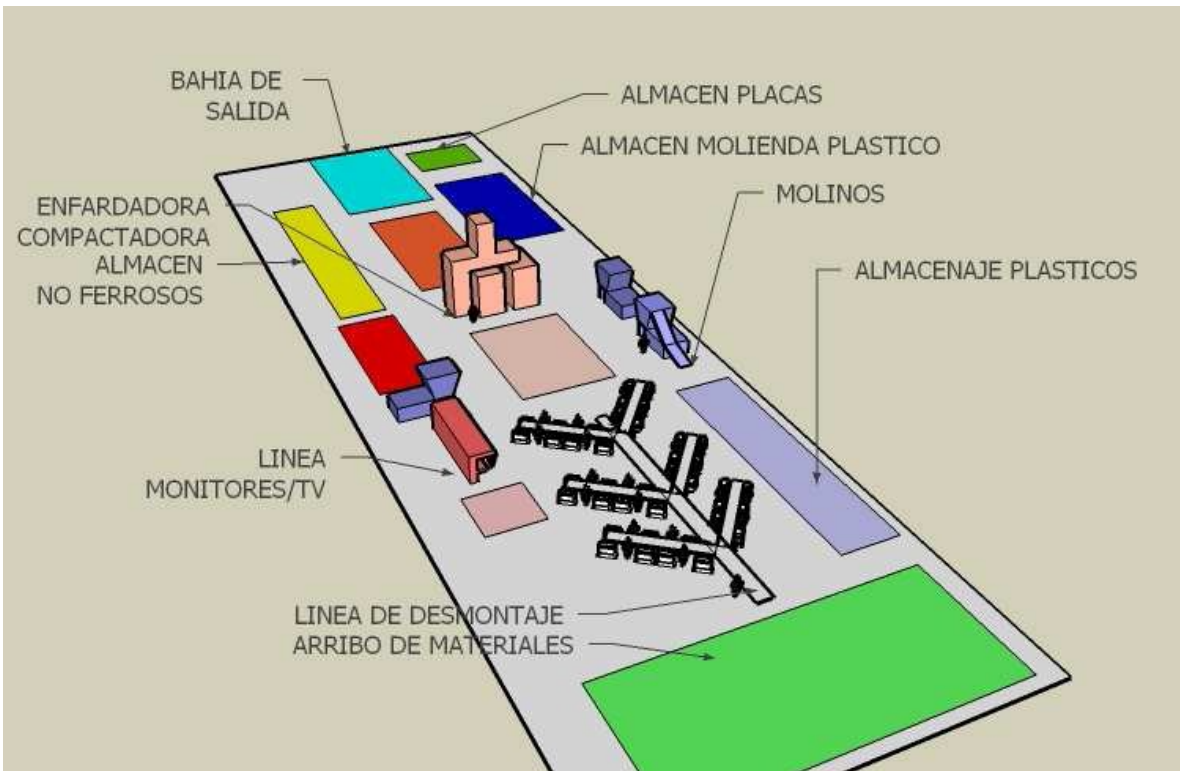 BAHIA DE
SALIDA
ALMACEN PLACAS
ALMACEN MOLIENDA PLASTICO
MOLINOS
ENFARDADORA
COMPACTADORA
ALMACEN
NO FERROSOS
ALMACENAJE PLASTICOS
LINEA
MONITORES/TV
LINEA DE DESMONTAJE
ARRIBO DE MATERIALES